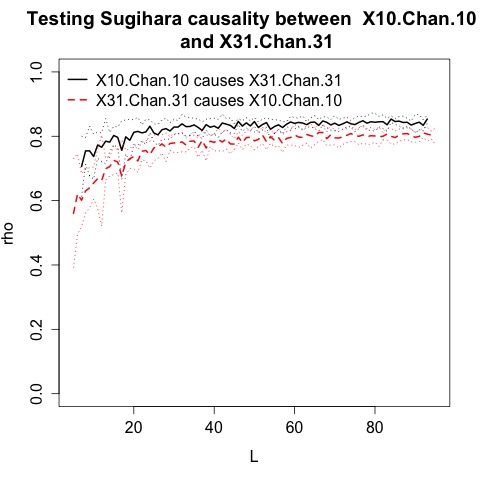 Testing Sugihara causality between  X10.Chan.10
and X31.Chan.31
X10.Chan.10 causes X31.Chan.31
X31.Chan.31 causes X10.Chan.10
rho
1.0
0.8
0.6
0.4
0.2
0.0
20 40 60 80
L